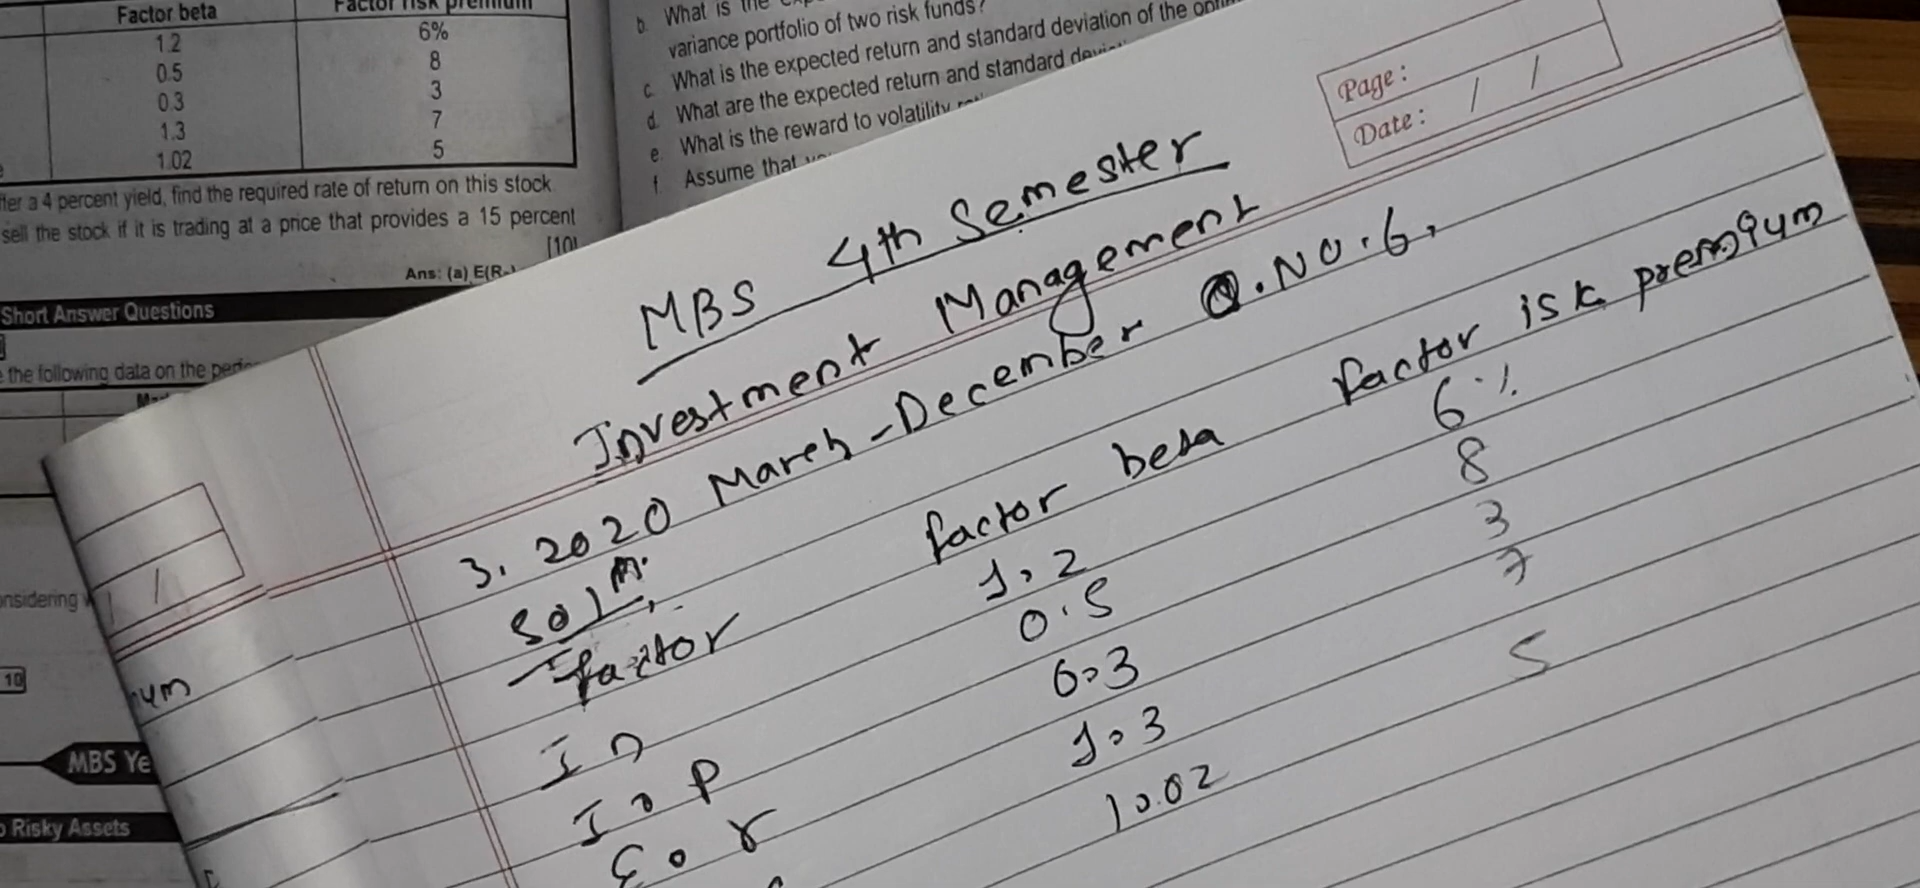 Factor beta Factor risk premium
1.2 6%
0.5 8
0.3 3
1.3 7
1.02 5
fer a 4 percent yield, find the required rate of return on this stock.
sell the stock if it is trading at a price that provides a 15 percent
[10]
Ans: (a) E(R
Short Answer Questions
the following data on the
onsidering
10
MBS Ye
Risky Assets
b. What is the
variance portfolio of two risk funds?
c. What is the expected return and standard deviation of the
d. What are the expected return and standard
e. What is the reward to volatility
f. Assume that
Page:
Date: / /
MBS 4th Semester
Investment Management
3. 2020 March-December Q.NO.6.
Soln.
factor factor beta factor isk premium
In 1.2 6%
I o P 0.5 8
E o r 0.3 3
1.3 7
1.02 5